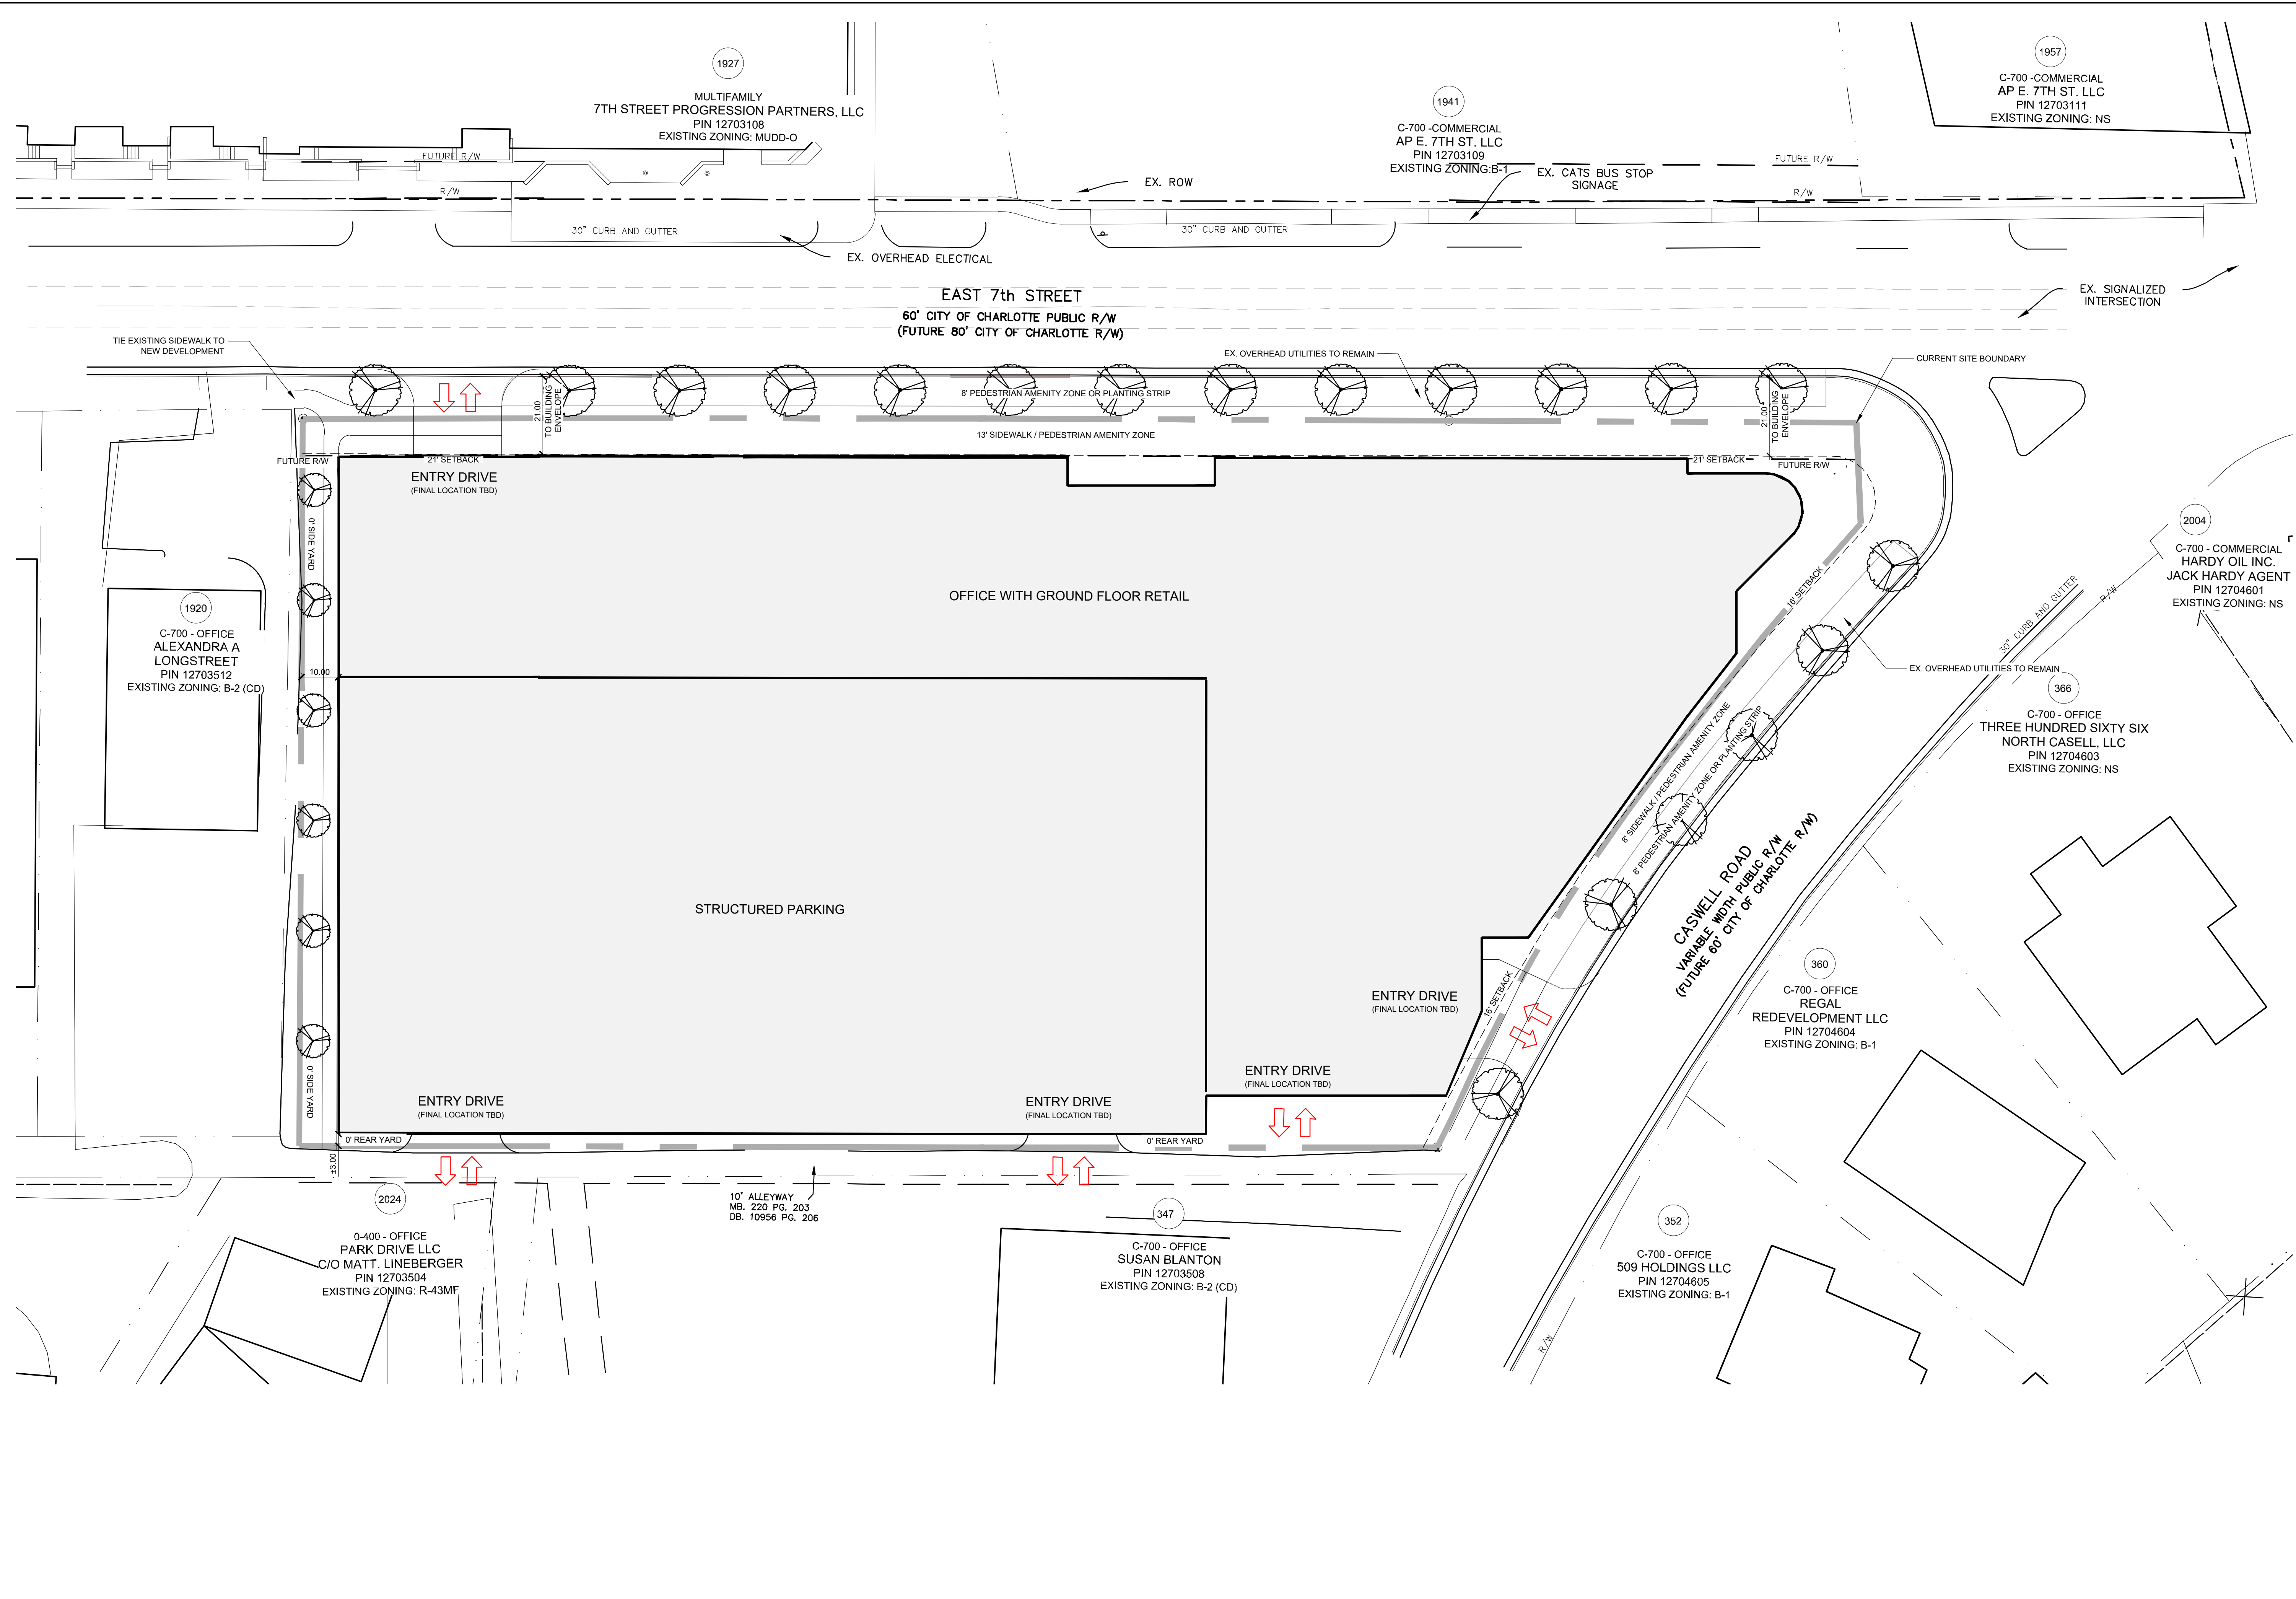 1927
MULTIFAMILY
7TH STREET PROGRESSION PARTNERS, LLC
PIN 12703108
EXISTING ZONING: MUDD-O
1941
C-700 -COMMERCIAL
AP E. 7TH ST. LLC
PIN 12703109
EXISTING ZONING:B-1
1957
C-700 -COMMERCIAL
AP E. 7TH ST. LLC
PIN 12703111
EXISTING ZONING: NS
FUTURE R/W
R/W
EX. ROW
EX. CATS BUS STOP
SIGNAGE
FUTURE R/W
R/W
30" CURB AND GUTTER
30" CURB AND GUTTER
EX. OVERHEAD ELECTICAL
EAST 7th STREET
60' CITY OF CHARLOTTE PUBLIC R/W
(FUTURE 80' CITY OF CHARLOTTE R/W)
EX. SIGNALIZED
INTERSECTION
TIE EXISTING SIDEWALK TO
NEW DEVELOPMENT
EX. OVERHEAD UTILITIES TO REMAIN
CURRENT SITE BOUNDARY
8' PEDESTRIAN AMENITY ZONE OR PLANTING STRIP
21.00
TO BUILDING
ENVELOPE
21.00
TO BUILDING
ENVELOPE
13' SIDEWALK / PEDESTRIAN AMENITY ZONE
FUTURE R/W
21' SETBACK
21' SETBACK
FUTURE R/W
ENTRY DRIVE
(FINAL LOCATION TBD)
0' SIDE YARD
OFFICE WITH GROUND FLOOR RETAIL
16' SETBACK
2004
C-700 - COMMERCIAL
HARDY OIL INC.
JACK HARDY AGENT
PIN 12704601
EXISTING ZONING: NS
30" CURB AND GUTTER
R/W
1920
C-700 - OFFICE
ALEXANDRA A
LONGSTREET
PIN 12703512
EXISTING ZONING: B-2 (CD)
10.00
EX. OVERHEAD UTILITIES TO REMAIN
366
C-700 - OFFICE
THREE HUNDRED SIXTY SIX
NORTH CASELL, LLC
PIN 12704603
EXISTING ZONING: NS
8' SIDEWALK / PEDESTRIAN AMENITY ZONE
8' PEDESTRIAN AMENITY ZONE OR PLANTING STRIP
CASWELL ROAD
VARIABLE WIDTH PUBLIC R/W
(FUTURE 60' CITY OF CHARLOTTE R/W)
STRUCTURED PARKING
360
C-700 - OFFICE
REGAL
REDEVELOPMENT LLC
PIN 12704604
EXISTING ZONING: B-1
ENTRY DRIVE
(FINAL LOCATION TBD)
16' SETBACK
ENTRY DRIVE
(FINAL LOCATION TBD)
0' SIDE YARD
ENTRY DRIVE
(FINAL LOCATION TBD)
ENTRY DRIVE
(FINAL LOCATION TBD)
0' REAR YARD
0' REAR YARD
±3.00
10' ALLEYWAY
MB. 220 PG. 203
DB. 10956 PG. 206
2024
0-400 - OFFICE
PARK DRIVE LLC
C/O MATT. LINEBERGER
PIN 12703504
EXISTING ZONING: R-43MF
347
C-700 - OFFICE
SUSAN BLANTON
PIN 12703508
EXISTING ZONING: B-2 (CD)
352
C-700 - OFFICE
509 HOLDINGS LLC
PIN 12704605
EXISTING ZONING: B-1
R/W